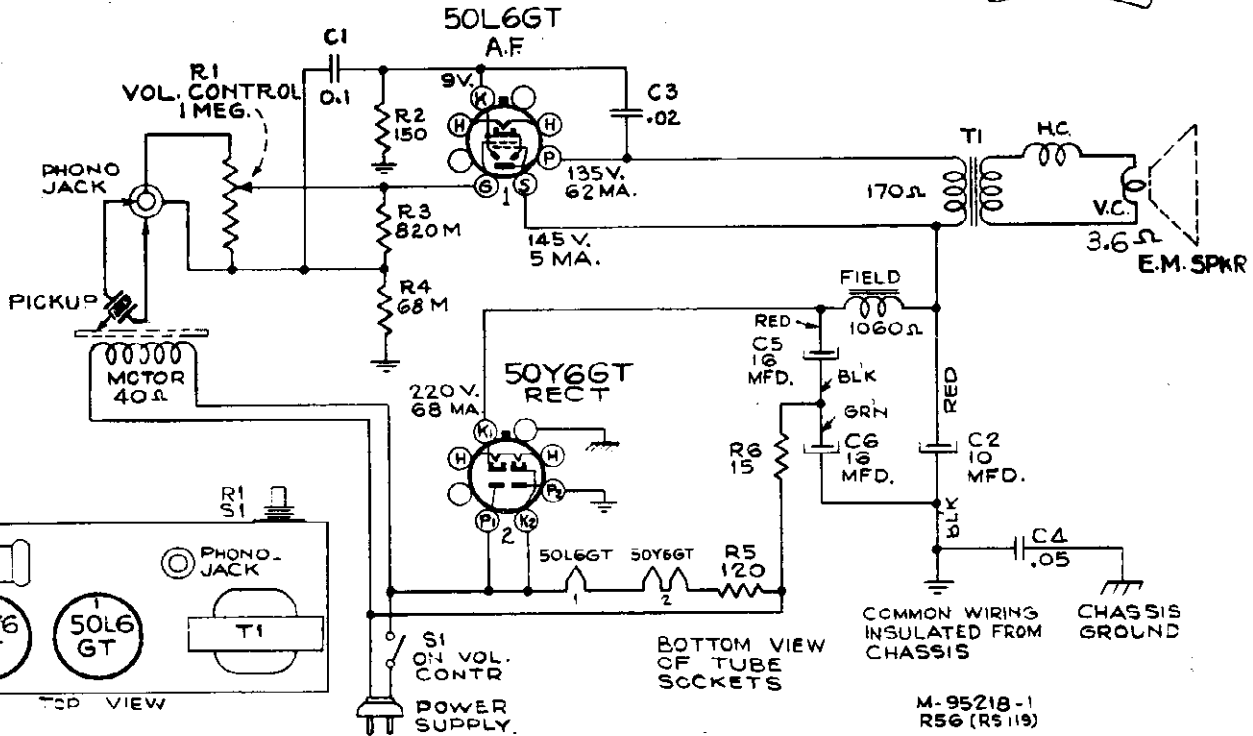 50L6GT
A.F.
C1
0.1
R1
VOL. CONTROL
1 MEG.
9V.
K
H
H
P
G
S
1
R2
150
C3
.02
T1
H.C.
170Ω
V.C.
3.6 Ω
E.M. SPKR
PHONO
JACK
135V.
62 MA.
R3
820 M
145 V.
5 MA.
R4
68 M
PICKUP
MOTOR
40Ω
FIELD
1060Ω
RED
C5
16
MFD.
BLK
GRN
C6
16
MFD.
RED
C2
10
MFD.
BLK
50Y6GT
RECT
220 V.
68 MA
K1
H
H
P2
P1
K2
2
R6
15
R1
S1
PHONO-
JACK
50L6
GT
1
T1
TOP VIEW
50L6GT
1
50Y6GT
2
R5
120
C4
.05
COMMON WIRING
INSULATED FROM
CHASSIS
CHASSIS
GROUND
S1
ON VOL.
CONTR
POWER
SUPPLY.
BOTTOM VIEW
OF TUBE
SOCKETS
M-95218-1
R56 (RS119)